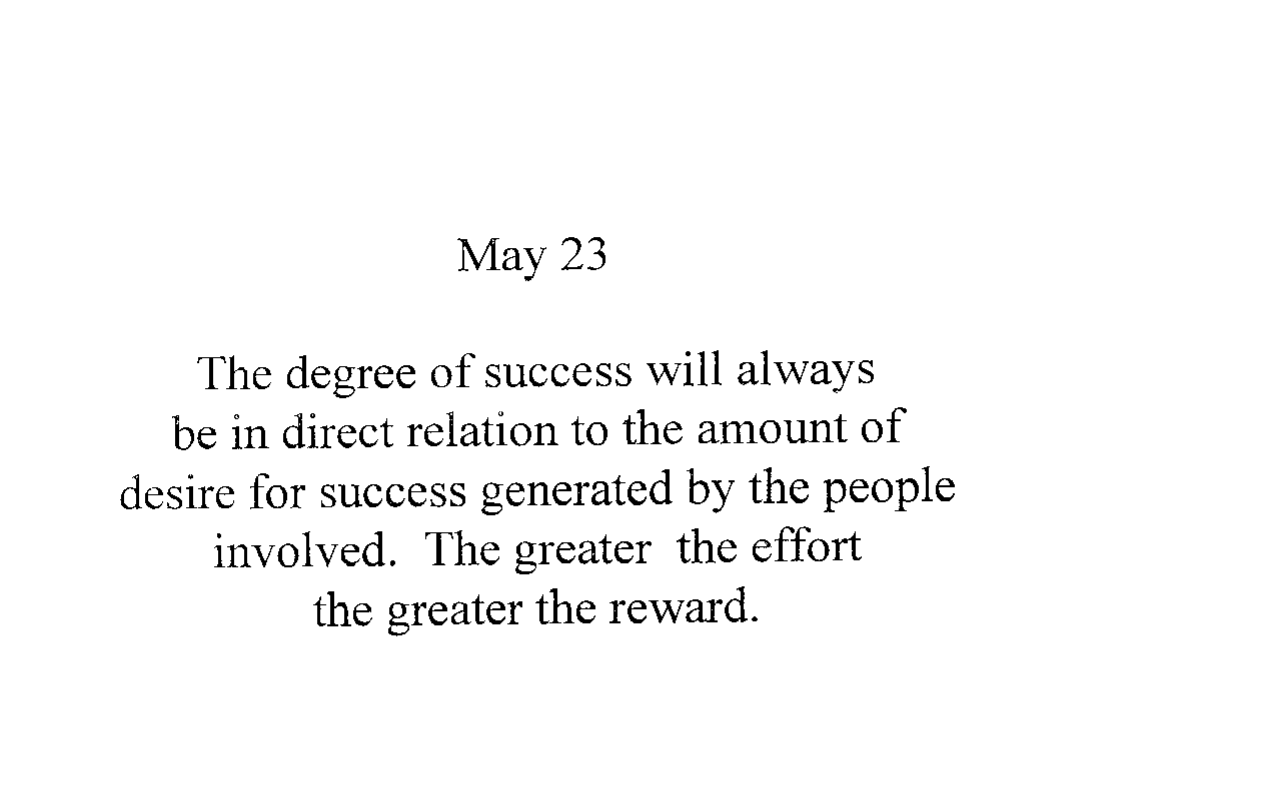 May 23
The degree of success will always
be in direct relation to the amount of
desire for success generated by the people
involved.  The greater  the effort
the greater the reward.